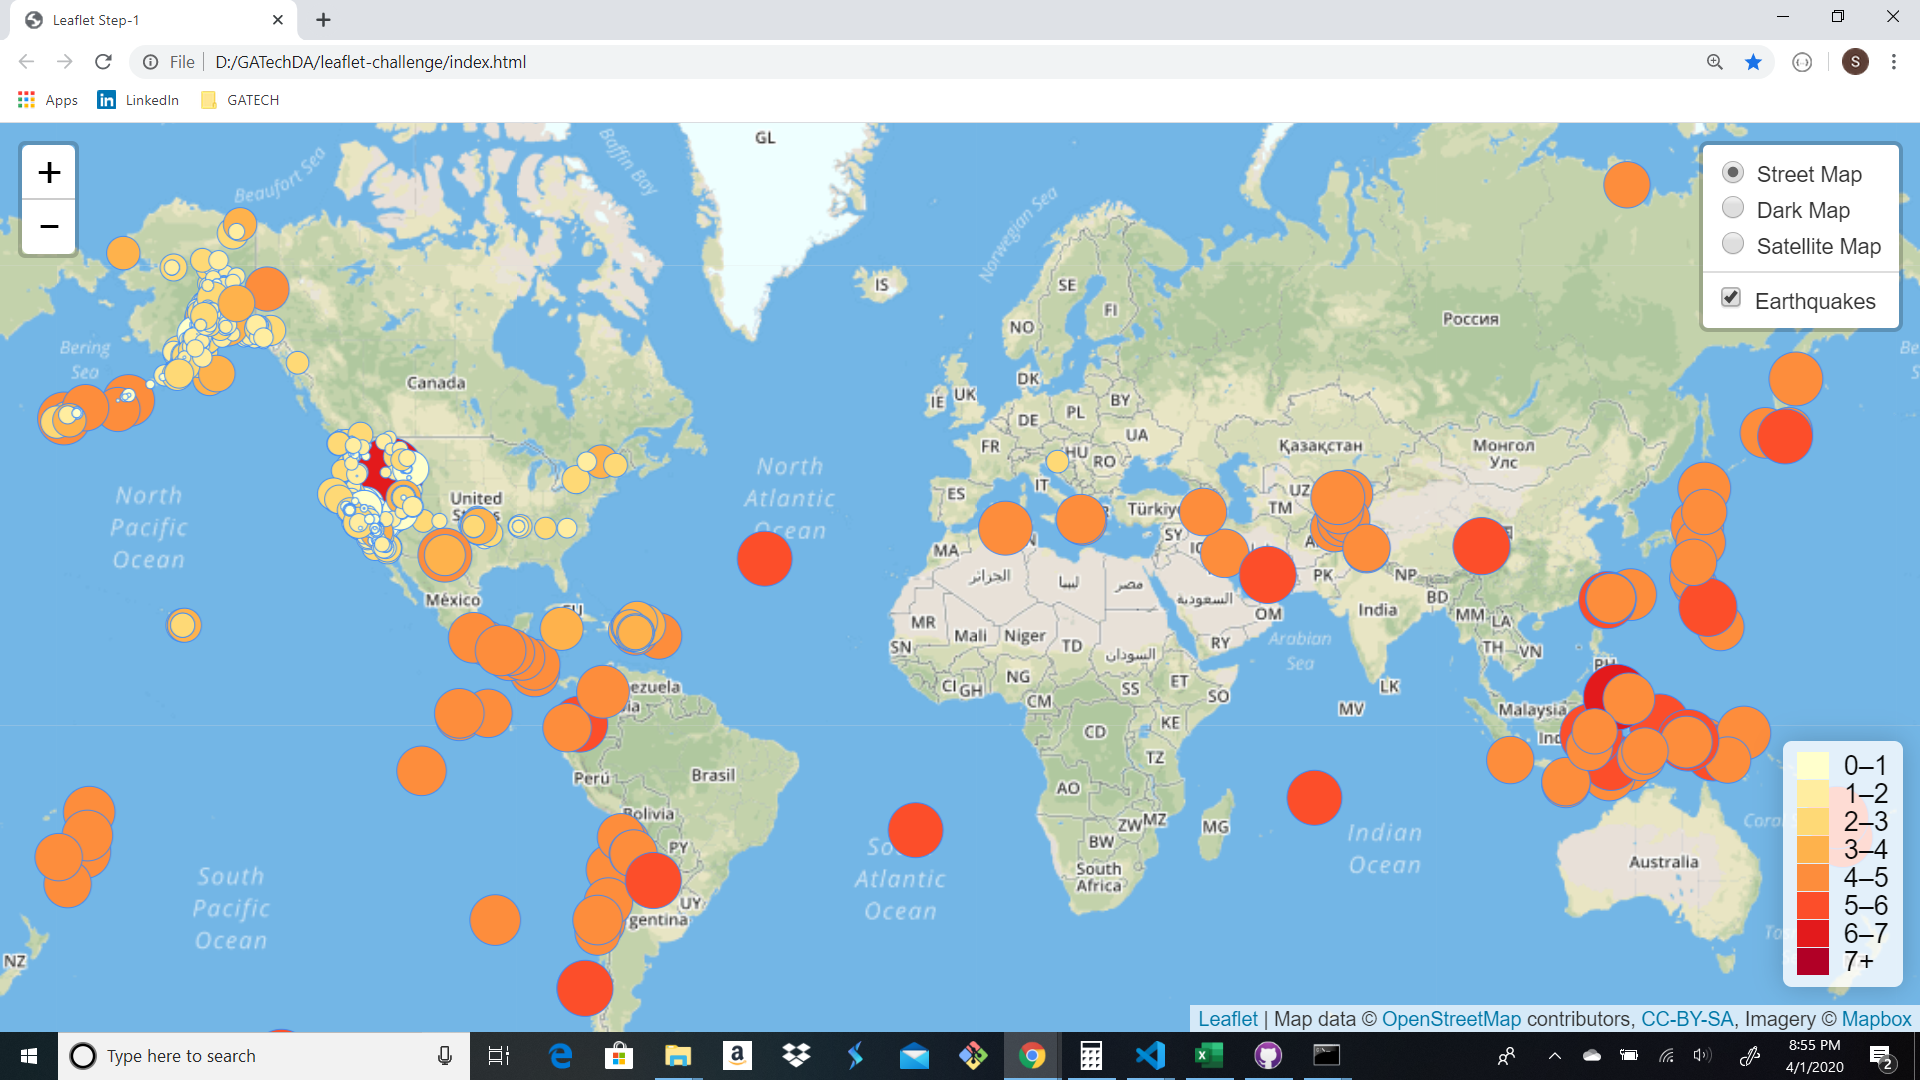 Leaflet Step-1
File D:/GATechDA/leaflet-challenge/index.html
Apps LinkedIn GATECH
+
−
Street Map
Dark Map
Satellite Map
Earthquakes
GL
Beaufort Sea
Baffin Bay
Norwegian Sea
IS
SE
FI
NO
Россия
Bering
Sea
Canada
DK
IE
UK
BY
PL
DE
UA
FR
HU
RO
Қазақстан
Монгол
Улс
North
Atlantic
Ocean
North
Pacific
Ocean
United
ES
IT
UZ
TM
Türkiy
SY
MA
الجزائر
ليبيا
مصر
السعودية
PK
NP
BD
México
OM
India
MM
LA
MR
Mali
Niger
TD
السودان
RY
Arabian
Sea
TH
VN
PH
SN
CI
GH
NG
SS
ET
SO
LK
CM
MV
Malaysia
CD
KE
Perú
Brasil
TZ
AO
Bolivia
ZW
MZ
MG
BW
PY
South
Africa
Indian
Ocean
Atlantic
Ocean
Australia
South
Pacific
Ocean
UY
gentina
NZ
0–1
1–2
2–3
3–4
4–5
5–6
6–7
7+
Leaflet | Map data © OpenStreetMap contributors, CC-BY-SA, Imagery © Mapbox
Type here to search
8:55 PM
4/1/2020
2